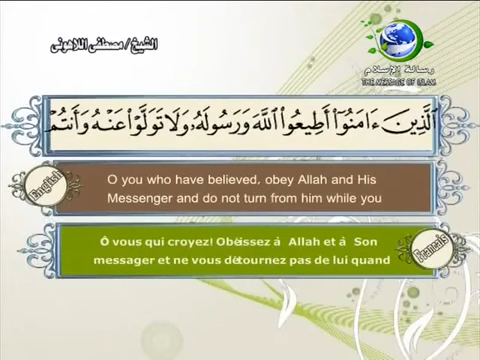 الشيخ / مصطفى اللاهونى
رسالة الإسلام
THE MESSAGE OF ISLAM
الَّذِينَ ءَامَنُوٓا۟ أَطِيعُوا۟ ٱللَّهَ وَرَسُولَهُۥ وَلَا تَوَلَّوْا۟ عَنْهُ وَأَنتُمْ
English
O you who have believed, obey Allah and His
Messenger and do not turn from him while you
Ô vous qui croyez! Obéissez à Allah et à Son
messager et ne vous détournez pas de lui quand
Francais